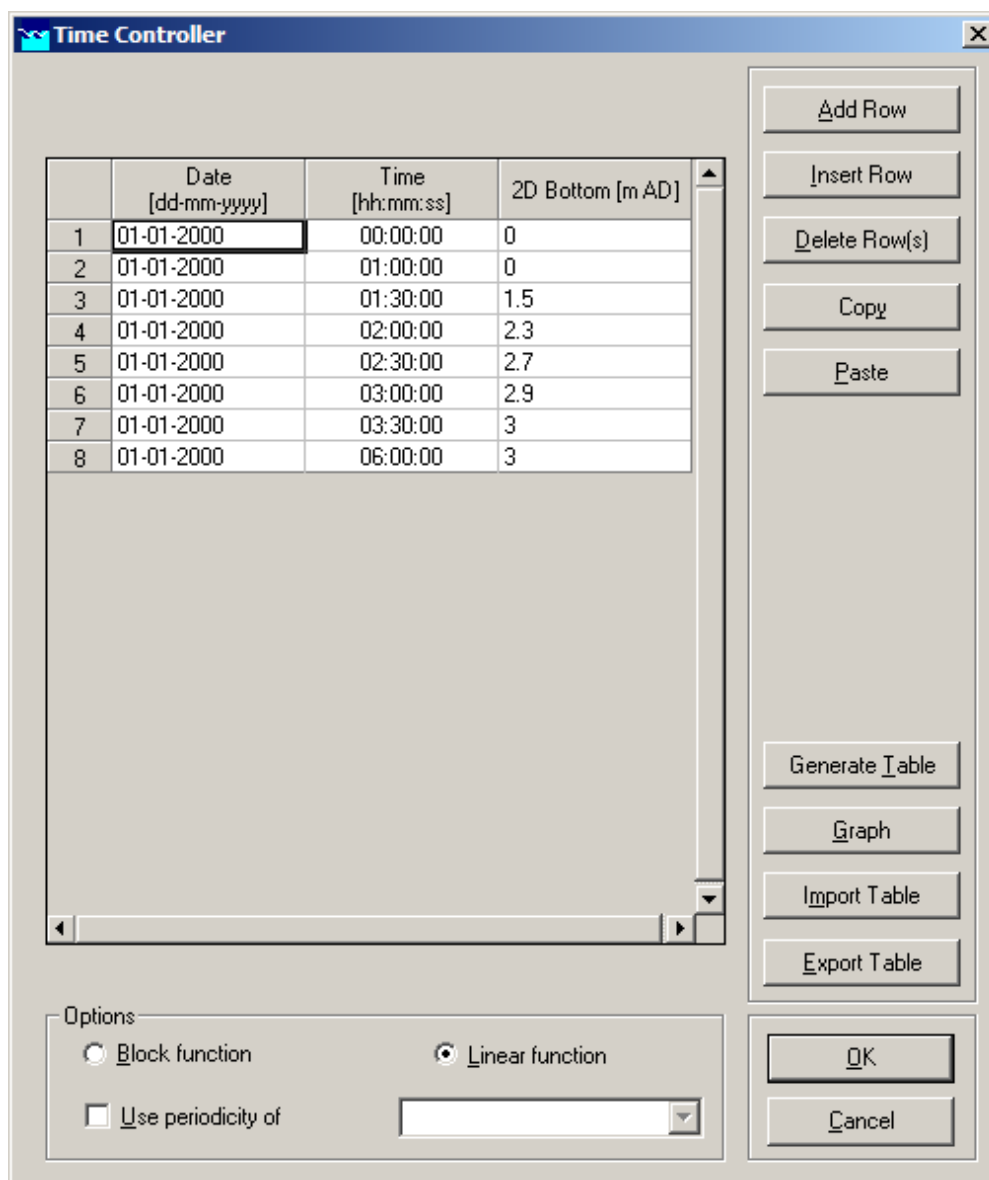 Time Controller
Date [dd-mm-yyyy] Time [hh:mm:ss] 2D Bottom [m AD]
1 01-01-2000 00:00:00 0
2 01-01-2000 01:00:00 0
3 01-01-2000 01:30:00 1.5
4 01-01-2000 02:00:00 2.3
5 01-01-2000 02:30:00 2.7
6 01-01-2000 03:00:00 2.9
7 01-01-2000 03:30:00 3
8 01-01-2000 06:00:00 3
Add Row
Insert Row
Delete Row(s)
Copy
Paste
Generate Table
Graph
Import Table
Export Table
Options
Block function Linear function
Use periodicity of
OK
Cancel